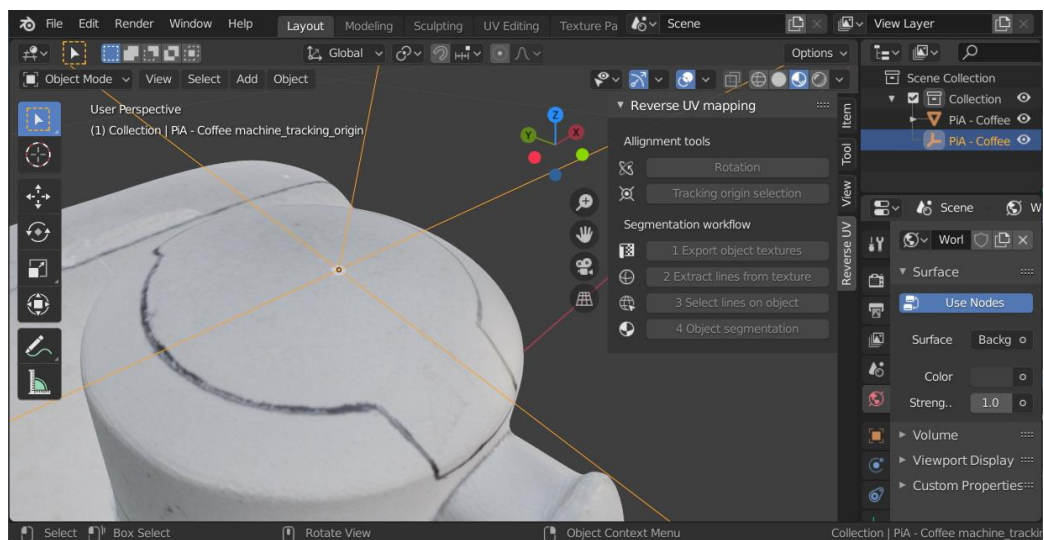 File Edit Render Window Help Layout Modeling Sculpting UV Editing Texture Pa Scene View Layer
Global Options
Object Mode View Select Add Object
User Perspective
(1) Collection | PiA - Coffee machine_tracking_origin
Z
Y
X
Reverse UV mapping
Allignment tools
Rotation
Tracking origin selection
Segmentation workflow
1 Export object textures
2 Extract lines from texture
3 Select lines on object
4 Object segmentation
Item
Tool
View
Reverse UV
Scene Collection
Collection
PiA - Coffee
PiA - Coffee
Scene W
Worl
Surface
Use Nodes
Surface Backg
Color
Streng.. 1.0
Volume
Viewport Display
Custom Properties
Select Box Select Rotate View Object Context Menu Collection | PiA - Coffee machine_trackin